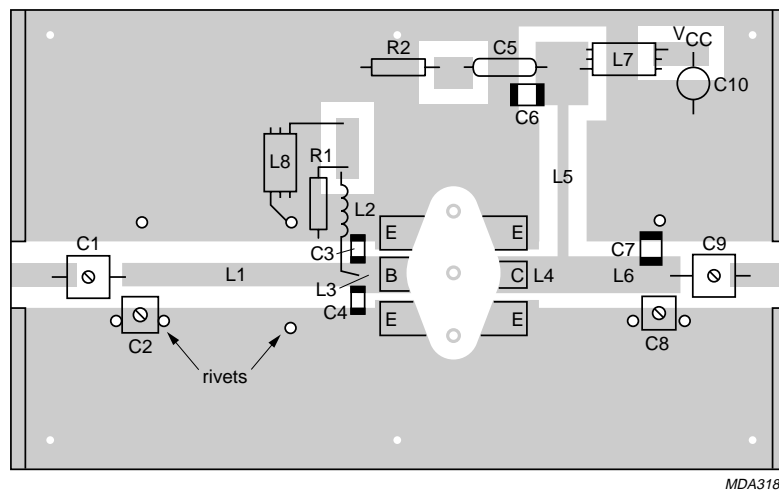 R2
C5
VCC
L7
C10
C6
L8
R1
L5
L2
E
E
C1
C3
C7
C9
L1
B
C
L4
L6
L3
C4
E
E
C2
C8
rivets
MDA318